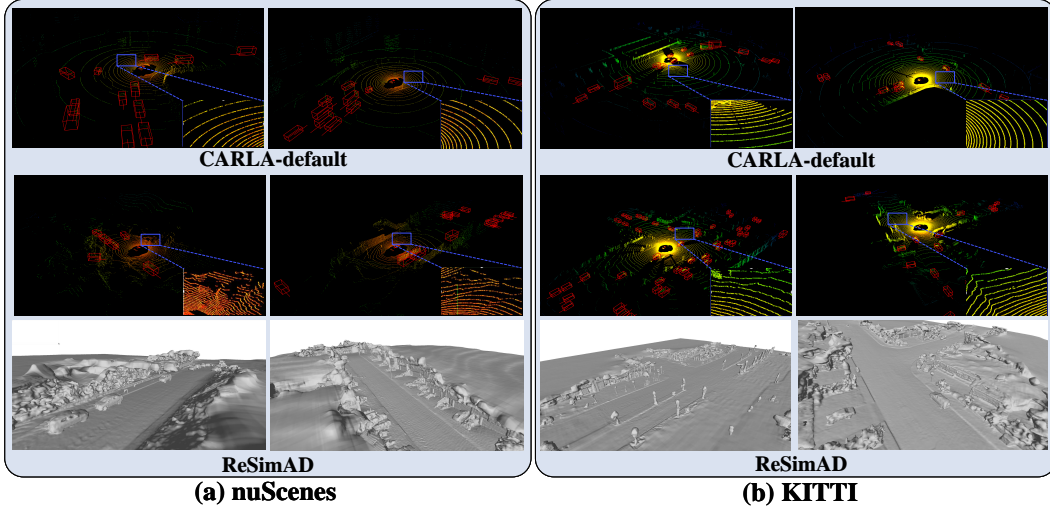 CARLA-default
CARLA-default
ReSimAD
ReSimAD
(a) nuScenes
(b) KITTI